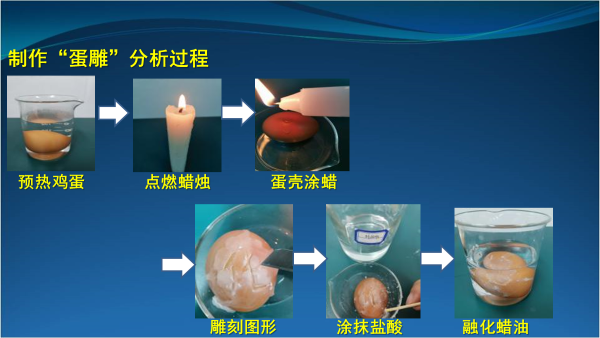 制作“蛋雕”分析过程
预热鸡蛋
点燃蜡烛
蛋壳涂蜡
雕刻图形
涂抹盐酸
融化蜡油